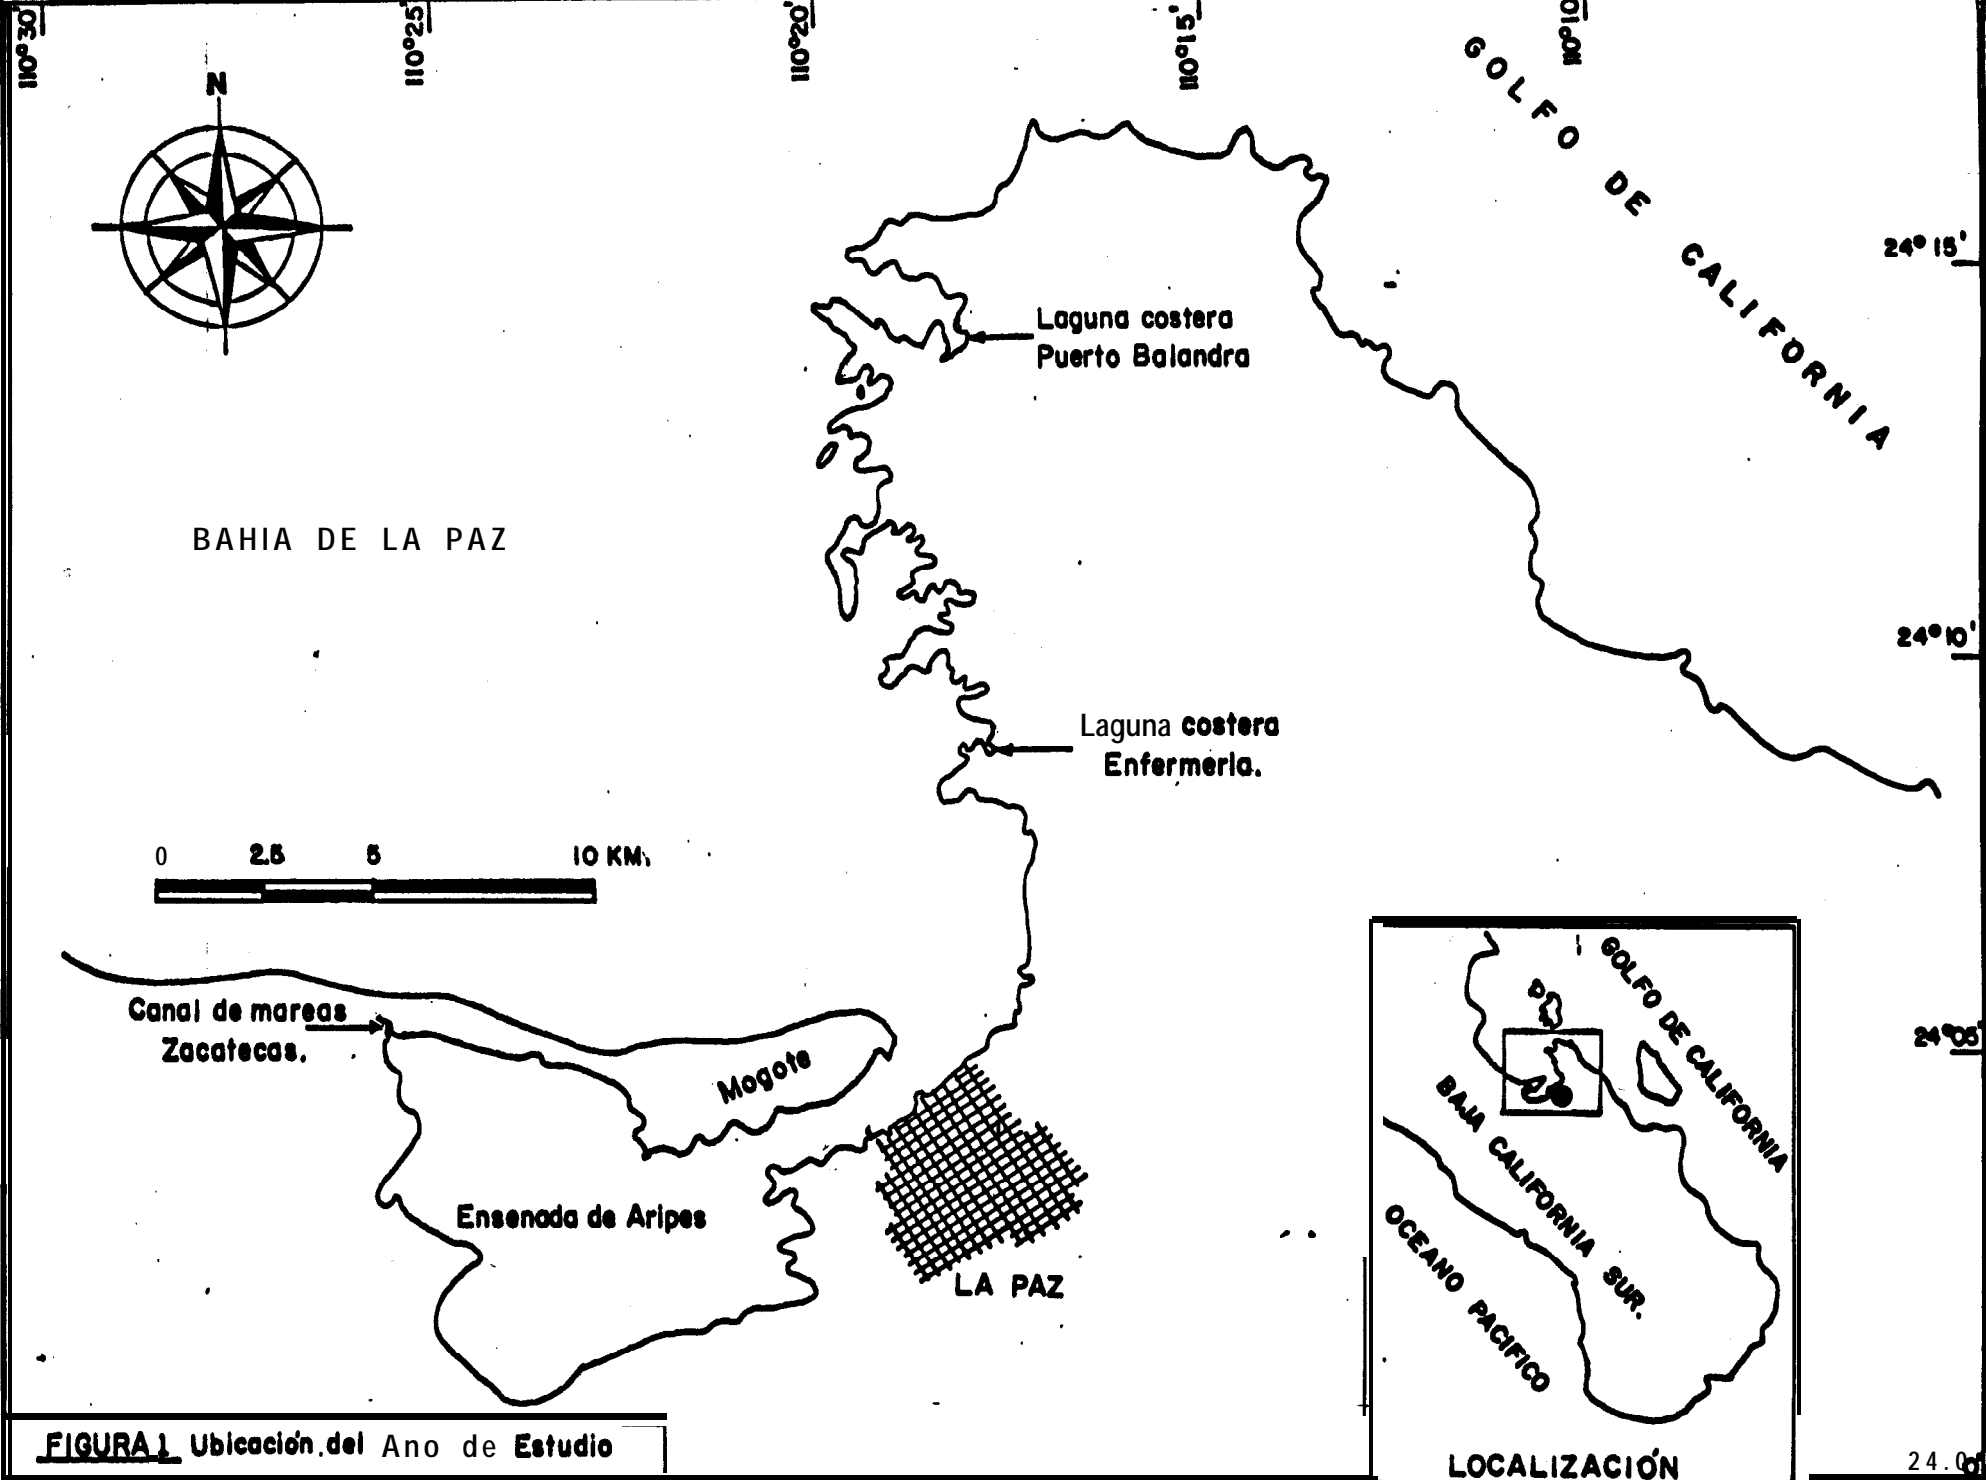 110°30'
110°25'
110°20'
110°15'
110°10'
N
GOLFO DE CALIFORNIA
24° 15'
Laguna costera
Puerto Balandra
BAHIA DE LA PAZ
24°10'
Laguna costera
Enfermeria.
0 2.5 5 10 KM.
Canal de mareas
Zacatecas.
Mogote
24°05'
Ensenada de Aripes
LA PAZ
GOLFO DE CALIFORNIA
BAJA CALIFORNIA SUR.
OCEANO PACIFICO
LOCALIZACIÓN
FIGURA 1 Ubicación.del Ano de Estudio